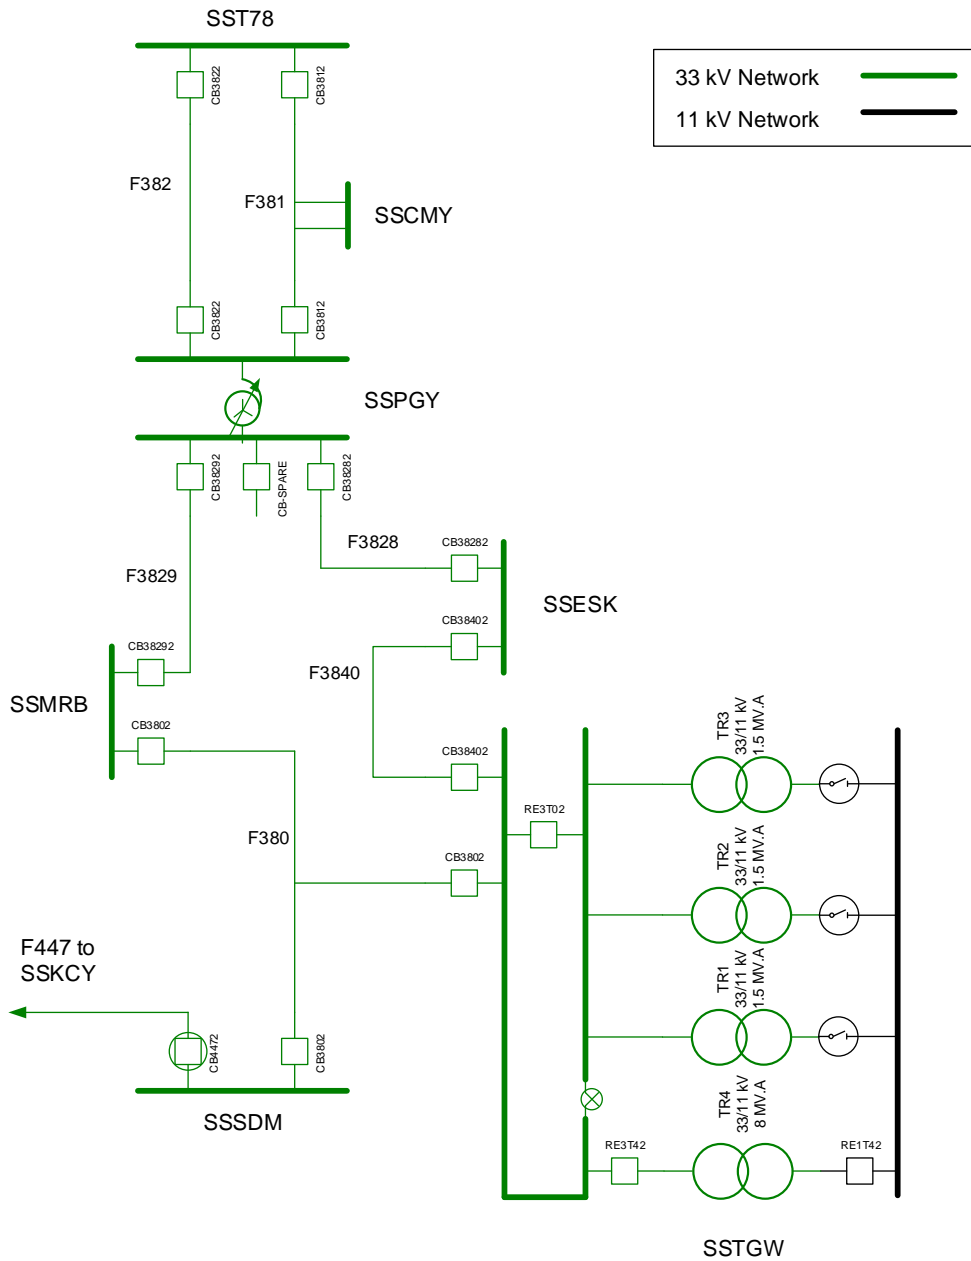 SST78
33 kV Network
11 kV Network
CB3822
CB3812
F382
F381
SSCMY
CB3822
CB3812
SSPGY
CB38292
CB-SPARE
CB38282
F3828
CB38282
F3829
SSESK
CB38402
CB38292
F3840
SSMRB
CB3802
CB38402
TR3
33/11 kV
1.5 MV.A
RE3T02
F380
CB3802
TR2
33/11 kV
1.5 MV.A
F447 to
SSKCY
TR1
33/11 kV
1.5 MV.A
CB4472
CB3802
SSSDM
TR4
33/11 kV
8 MV.A
RE3T42
RE1T42
SSTGW